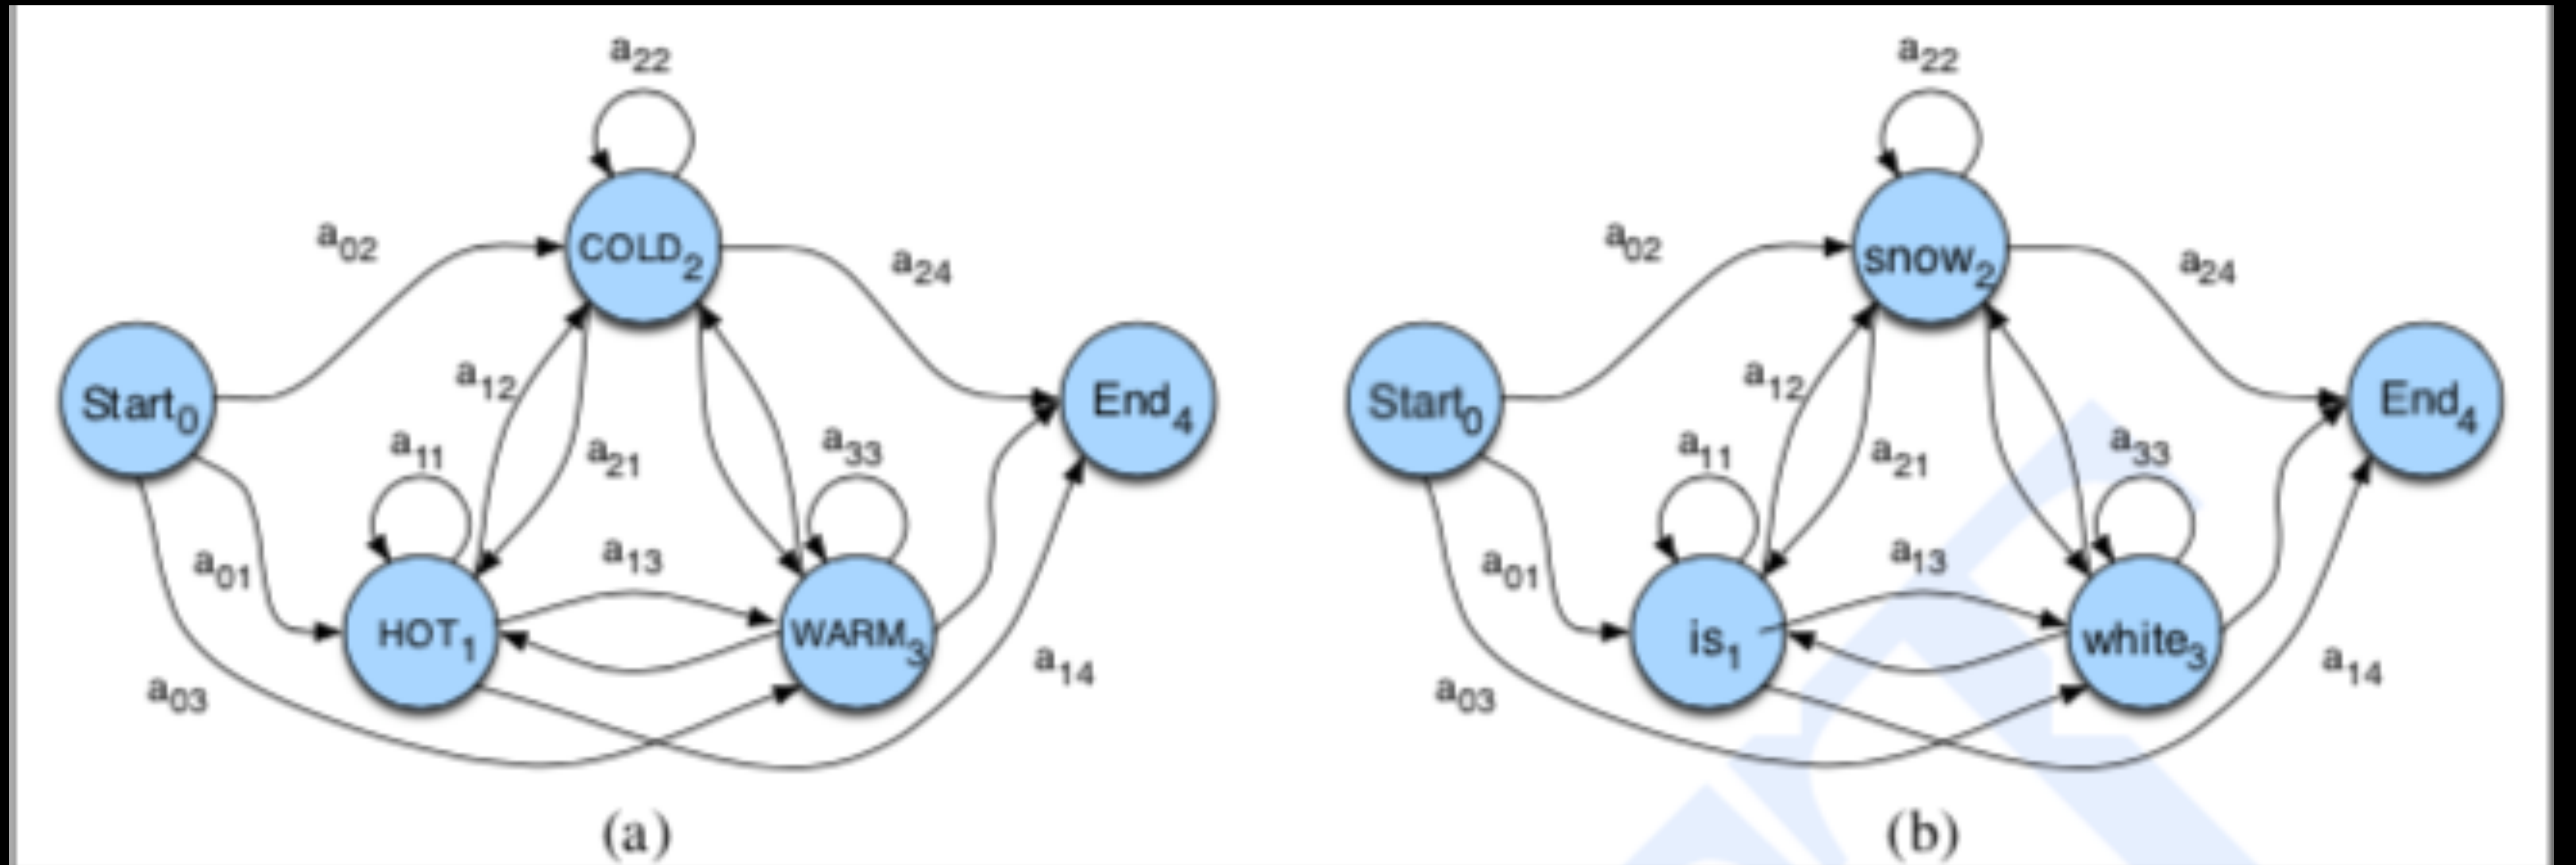 a22
a02
COLD2
a24
Start0
a12
End4
a11
a21
a33
a01
a13
HOT1
WARM3
a03
a14
(a)
a22
a02
snow2
a24
Start0
a12
End4
a11
a21
a33
a01
a13
is1
white3
a03
a14
(b)